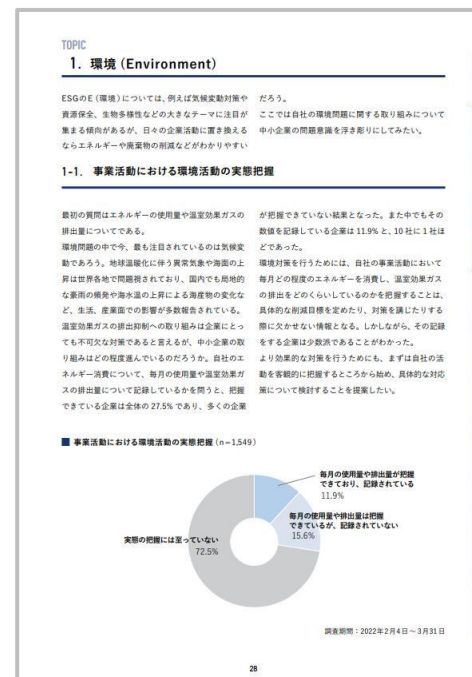 TOPIC
1. 環境 (Environment)
ESGのE（環境）については、例えば気候変動対策や
資源保全、生物多様性などの大きなテーマに注目が
集まる傾向があるが、日々の企業活動に置き換える
ならエネルギーや廃棄物の削減などがわかりやすい
だろう。
ここでは自社の環境問題に関する取り組みについて
中小企業の問題意識を浮き彫りにしてみたい。
1-1. 事業活動における環境活動の実態把握
最初の質問はエネルギーの使用量や温室効果ガスの
排出量についてである。
環境問題の中で今、最も注目されているのは気候変
動であろう。地球温暖化に伴う異常気象や海面の上
昇は世界各地で問題視されており、国内でも局地的
な豪雨の頻発や海水温の上昇による海産物の変化な
ど、生活、産業面での影響が多数報告されている。
温室効果ガスの排出抑制への取り組みは企業にとっ
ても不可欠な対策であると言えるが、中小企業の取
り組みはどの程度進んでいるのだろうか。自社のエ
ネルギー消費について、毎月の使用量や温室効果ガ
スの排出量について記録しているかを問うと、把握
できている企業は全体の 27.5% であり、多くの企業
が把握できていない結果となった。また中でもその
数値を記録している企業は 11.9% と、10 社に 1 社ほ
どであった。
環境対策を行うためには、自社の事業活動において
毎月どの程のエネルギーを消費し、温室効果ガス
の排出をどのくらいしているのかを把握することは、
具体的な削減目標を定めたり、対策を講じたりする
際に欠かせない情報となる。しかしながら、その記録
をする企業は少数派であることがわかった。
より効果的な対策を行うためにも、まずは自社の活
動を客観的に把握するところから始め、具体的な対応
策について検討することを提案したい。
■ 事業活動における環境活動の実態把握 (n=1,549)
毎月の使用量や排出量が把握
できており、記録されている
11.9%
毎月の使用量や排出量は把握
できているが、記録されていない
15.6%
実態の把握には至っていない
72.5%
調査期間：2022年2月4日～3月31日
28